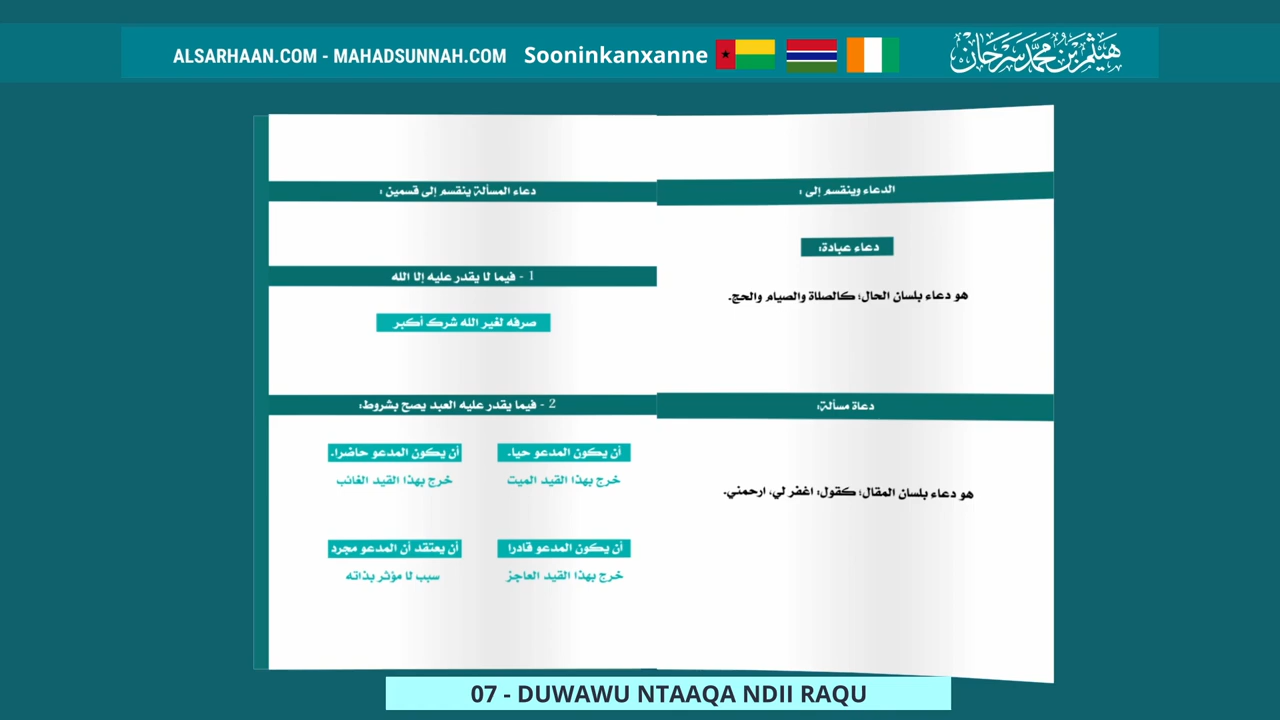 ALSARHAAN.COM - MAHADSUNNAH.COM Sooninkanxanne
هيثم بن محمد سرحان
الدعاء وينقسم إلى :
دعاء عبادة:
هو دعاء بلسان الحال؛ كالصلاة والصيام والحج.
دعاة مسألة:
هو دعاء بلسان المقال؛ كقول: اغفر لي، ارحمني.
دعاء المسألة ينقسم إلى قسمين :
1 - فيما لا يقدر عليه إلا الله
صرفه لغير الله شرك أكبر
2 - فيما يقدر عليه العبد يصح بشروط:
أن يكون المدعو حيا.
خرج بهذا القيد الميت
أن يكون المدعو حاضرا.
خرج بهذا القيد الغائب
أن يكون المدعو قادرا
خرج بهذا القيد العاجز
أن يعتقد أن المدعو مجرد
سبب لا مؤثر بذاته
07 - DUWAWU NTAAQA NDII RAQU